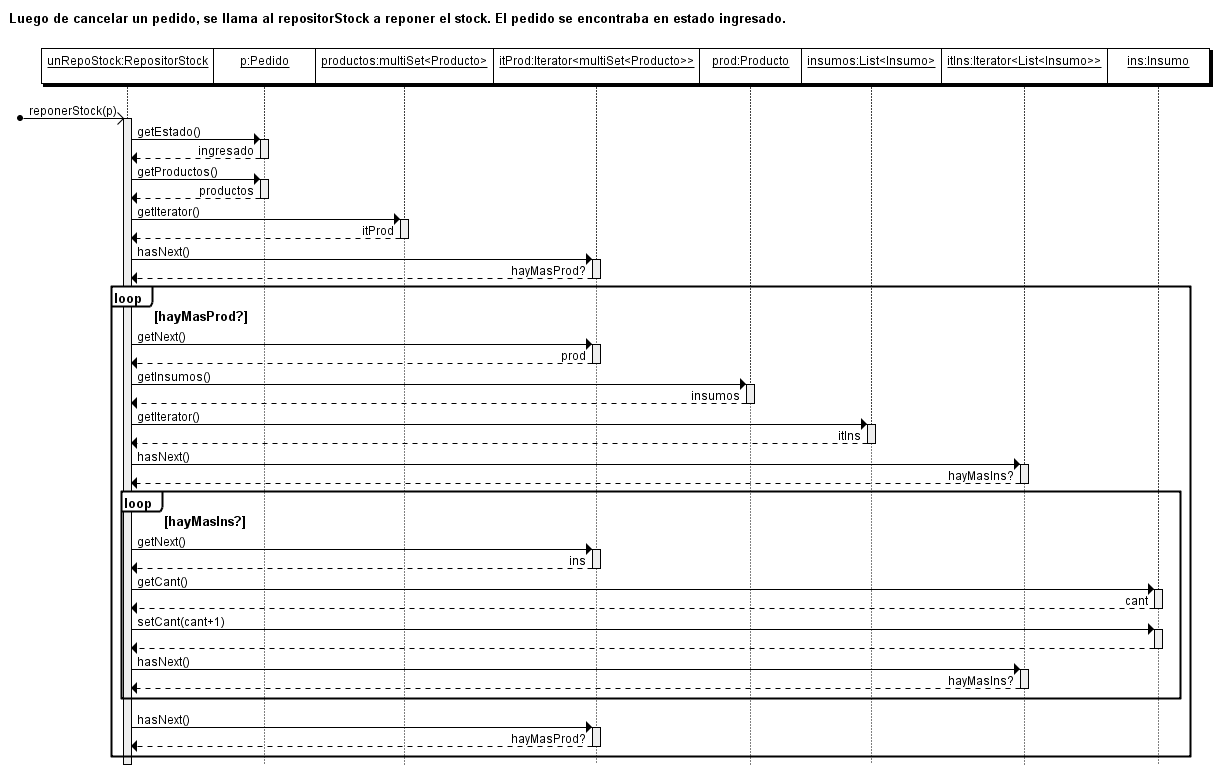 Luego de cancelar un pedido, se llama al repositorStock a reponer el stock. El pedido se encontraba en estado ingresado.
unRepoStock:RepositorStock p:Pedido productos:multiSet<Producto> itProd:Iterator<multiSet<Producto>> prod:Producto insumos:List<Insumo> itIns:Iterator<List<Insumo>> ins:Insumo
reponerStock(p)
getEstado()
ingresado
getProductos()
productos
getIterator()
itProd
hasNext()
hayMasProd?
loop
[hayMasProd?]
getNext()
prod
getInsumos()
insumos
getIterator()
itIns
hasNext()
hayMasIns?
loop
[hayMasIns?]
getNext()
ins
getCant()
cant
setCant(cant+1)
hasNext()
hayMasIns?
hasNext()
hayMasProd?